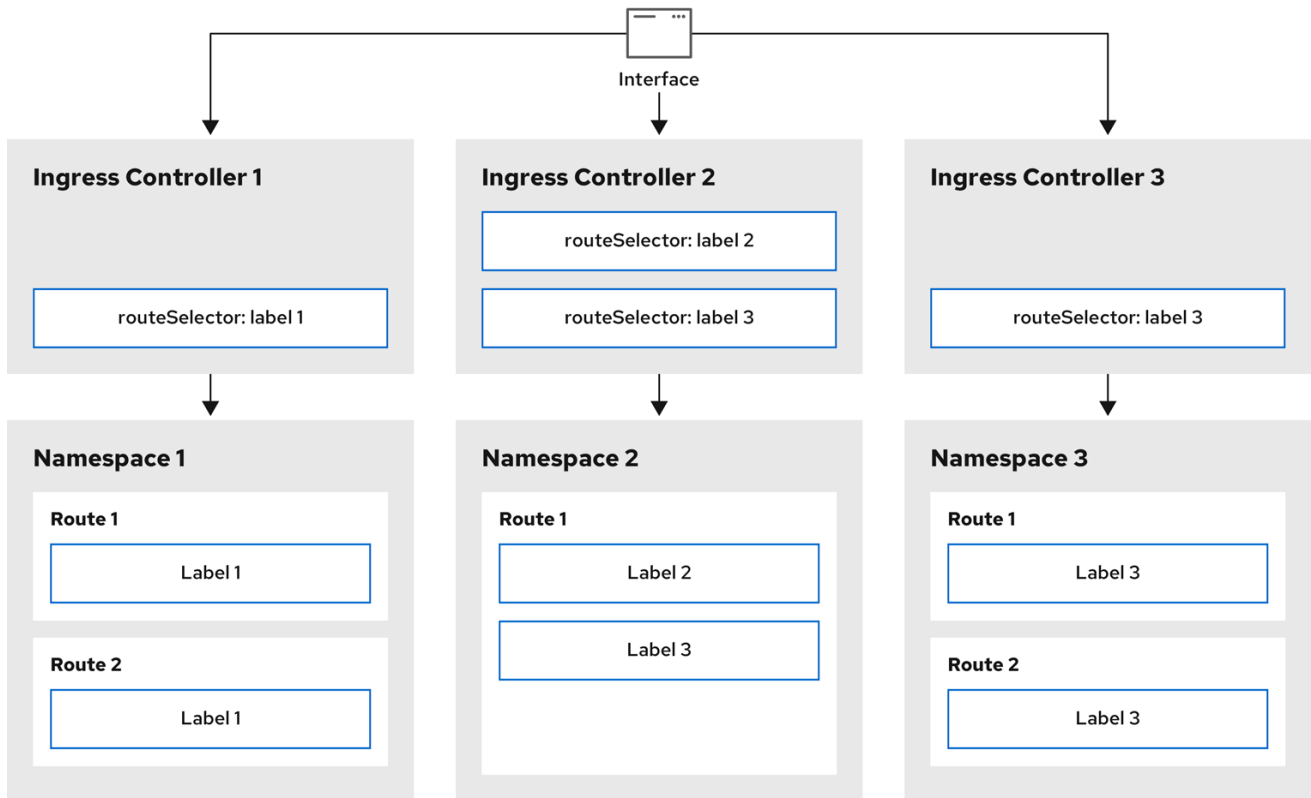 Interface
Ingress Controller 1
routeSelector: label 1
Ingress Controller 2
routeSelector: label 2
routeSelector: label 3
Ingress Controller 3
routeSelector: label 3
Namespace 1
Route 1
Label 1
Route 2
Label 1
Namespace 2
Route 1
Label 2
Label 3
Namespace 3
Route 1
Label 3
Route 2
Label 3